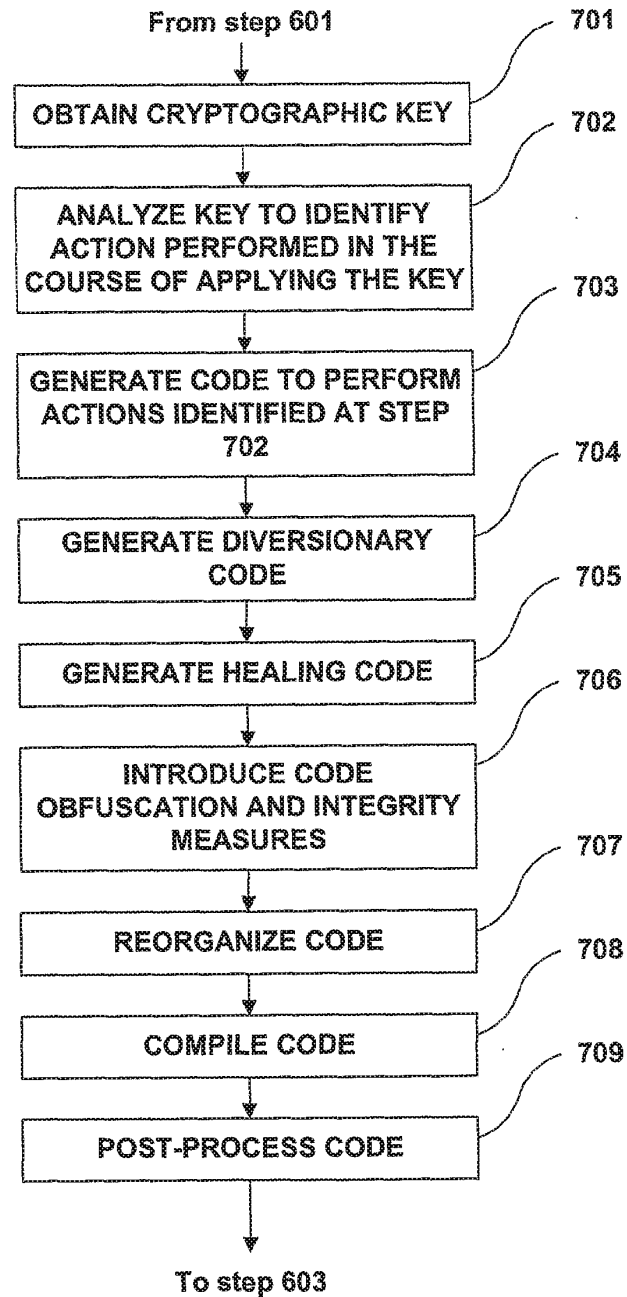 From step 601
701
OBTAIN CRYPTOGRAPHIC KEY
702
ANALYZE KEY TO IDENTIFY
ACTION PERFORMED IN THE
COURSE OF APPLYING THE KEY
703
GENERATE CODE TO PERFORM
ACTIONS IDENTIFIED AT STEP
702
704
GENERATE DIVERSIONARY
CODE
705
GENERATE HEALING CODE
706
INTRODUCE CODE
OBFUSCATION AND INTEGRITY
MEASURES
707
REORGANIZE CODE
708
COMPILE CODE
709
POST-PROCESS CODE
To step 603